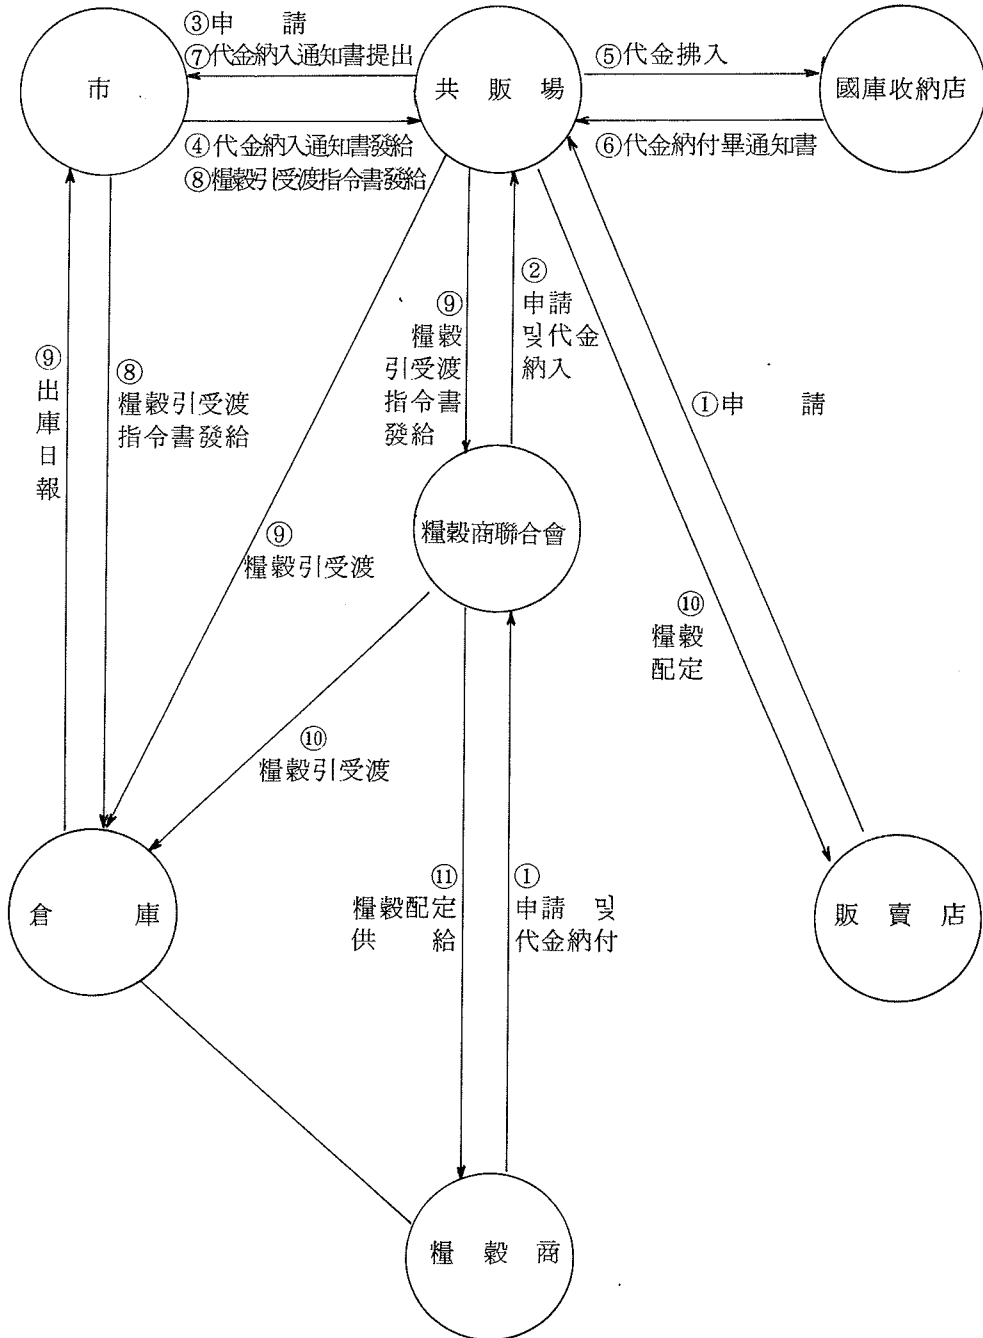 ③申 請
⑦代金納入通知書提出
市
共 販 場
⑤代金拂入
國庫收納店
④代金納入通知書發給
⑧糧穀引受渡指令書發給
⑥代金納付畢通知書
②
申請
및代金
納入
⑨
糧穀
引受渡
指令書
發給
⑨
出
庫
日
報
⑧
糧穀引受渡
指令書發給
①申 請
糧穀商聯合會
⑨
糧穀引受渡
⑩
糧穀
配定
⑩
糧穀引受渡
⑪
糧穀配定
供 給
①
申請 및
代金納付
倉 庫
販 賣 店
糧 穀 商